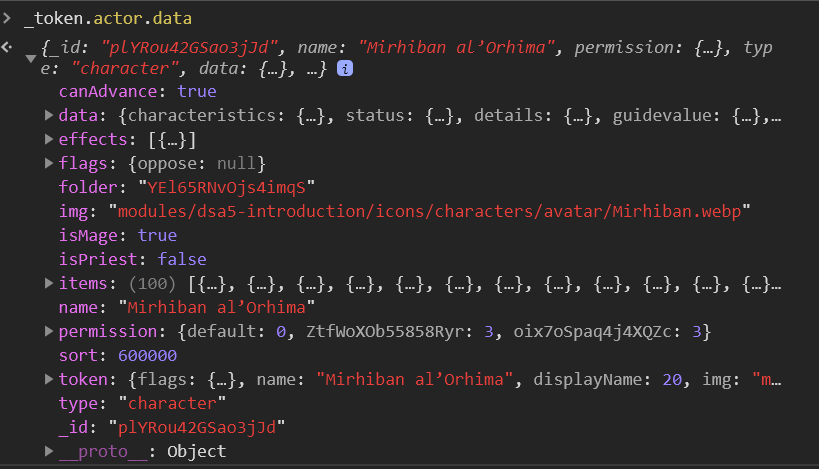 > _token.actor.data
{_id: "plYRou42GSao3jJd", name: "Mirhiban al’Orhima", permission: {…}, typ
e: "character", data: {…}, …} i
canAdvance: true
▶ data: {characteristics: {…}, status: {…}, details: {…}, guidevalue: {…},…
▶ effects: [{…}]
▶ flags: {oppose: null}
folder: "YEl65RNvOjs4imqS"
img: "modules/dsa5-introduction/icons/characters/avatar/Mirhiban.webp"
isMage: true
isPriest: false
▶ items: (100) [{…}, {…}, {…}, {…}, {…}, {…}, {…}, {…}, {…}, {…}, {…}, {…}…
name: "Mirhiban al’Orhima"
▶ permission: {default: 0, ZtfWoXOb55858Ryr: 3, oix7oSpaq4j4XQZc: 3}
sort: 600000
▶ token: {flags: {…}, name: "Mirhiban al’Orhima", displayName: 20, img: "m…
type: "character"
_id: "plYRou42GSao3jJd"
▶ __proto__: Object